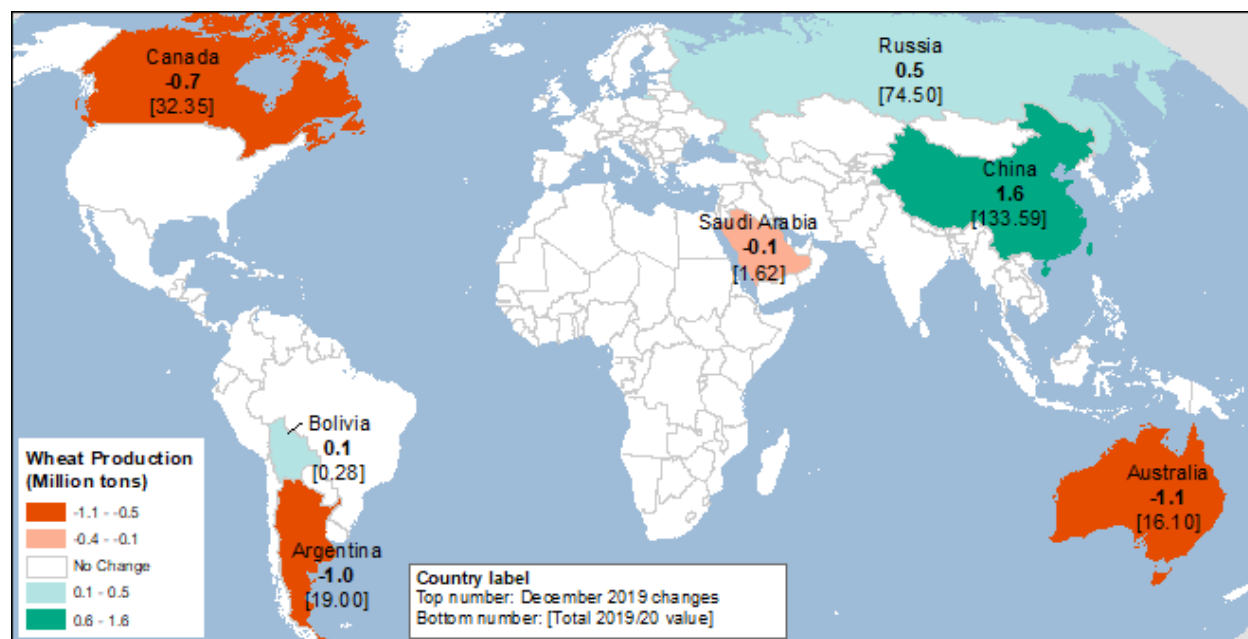 Canada
-0.7
[32.35]
Russia
0.5
[74.50]
China
1.6
[133.59]
Saudi Arabia
-0.1
[1.62]
Bolivia
0.1
[0.28]
Australia
-1.1
[16.10]
Argentina
-1.0
[19.00]
Wheat Production
(Million tons)
-1.1 - -0.5
-0.4 - -0.1
No Change
0.1 - 0.5
0.6 - 1.6
Country label
Top number: December 2019 changes
Bottom number: [Total 2019/20 value]